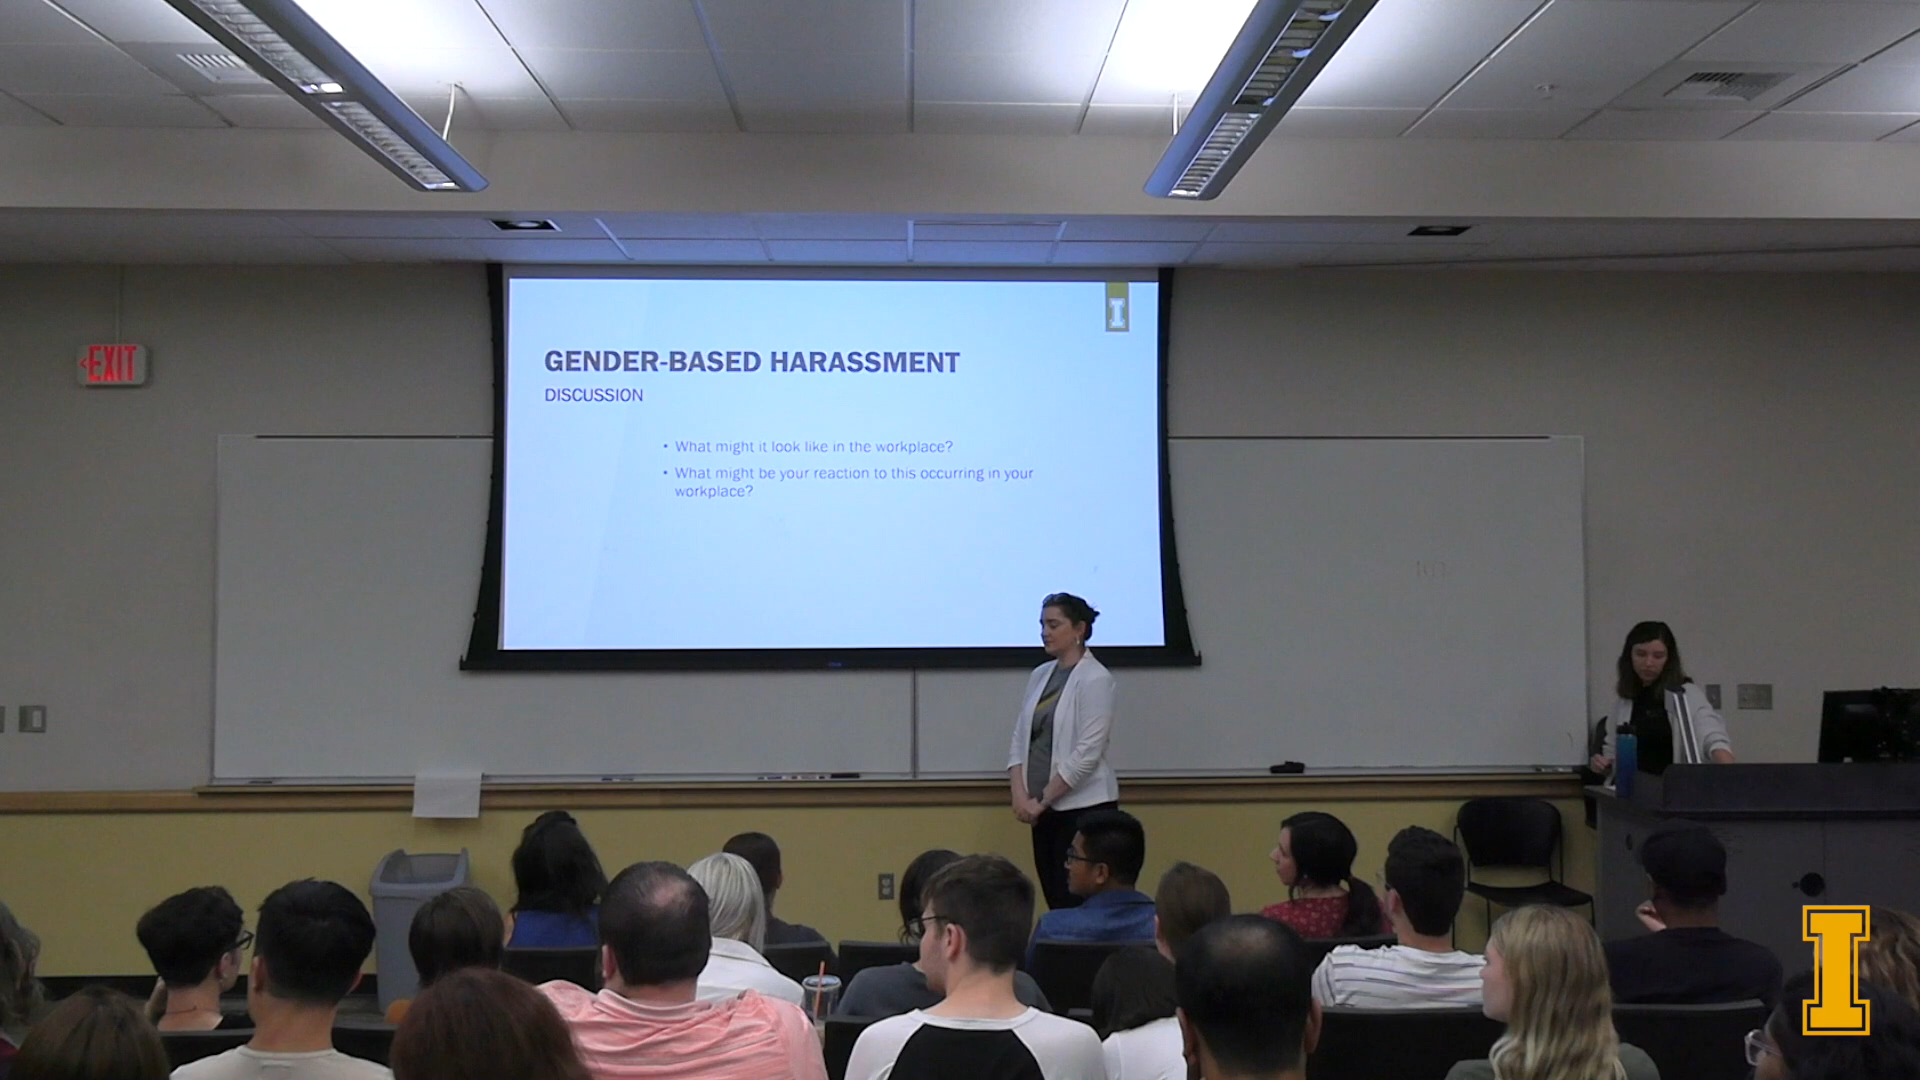 EXIT
I
GENDER-BASED HARASSMENT
DISCUSSION
• What might it look like in the workplace?
• What might be your reaction to this occurring in your
workplace?
I